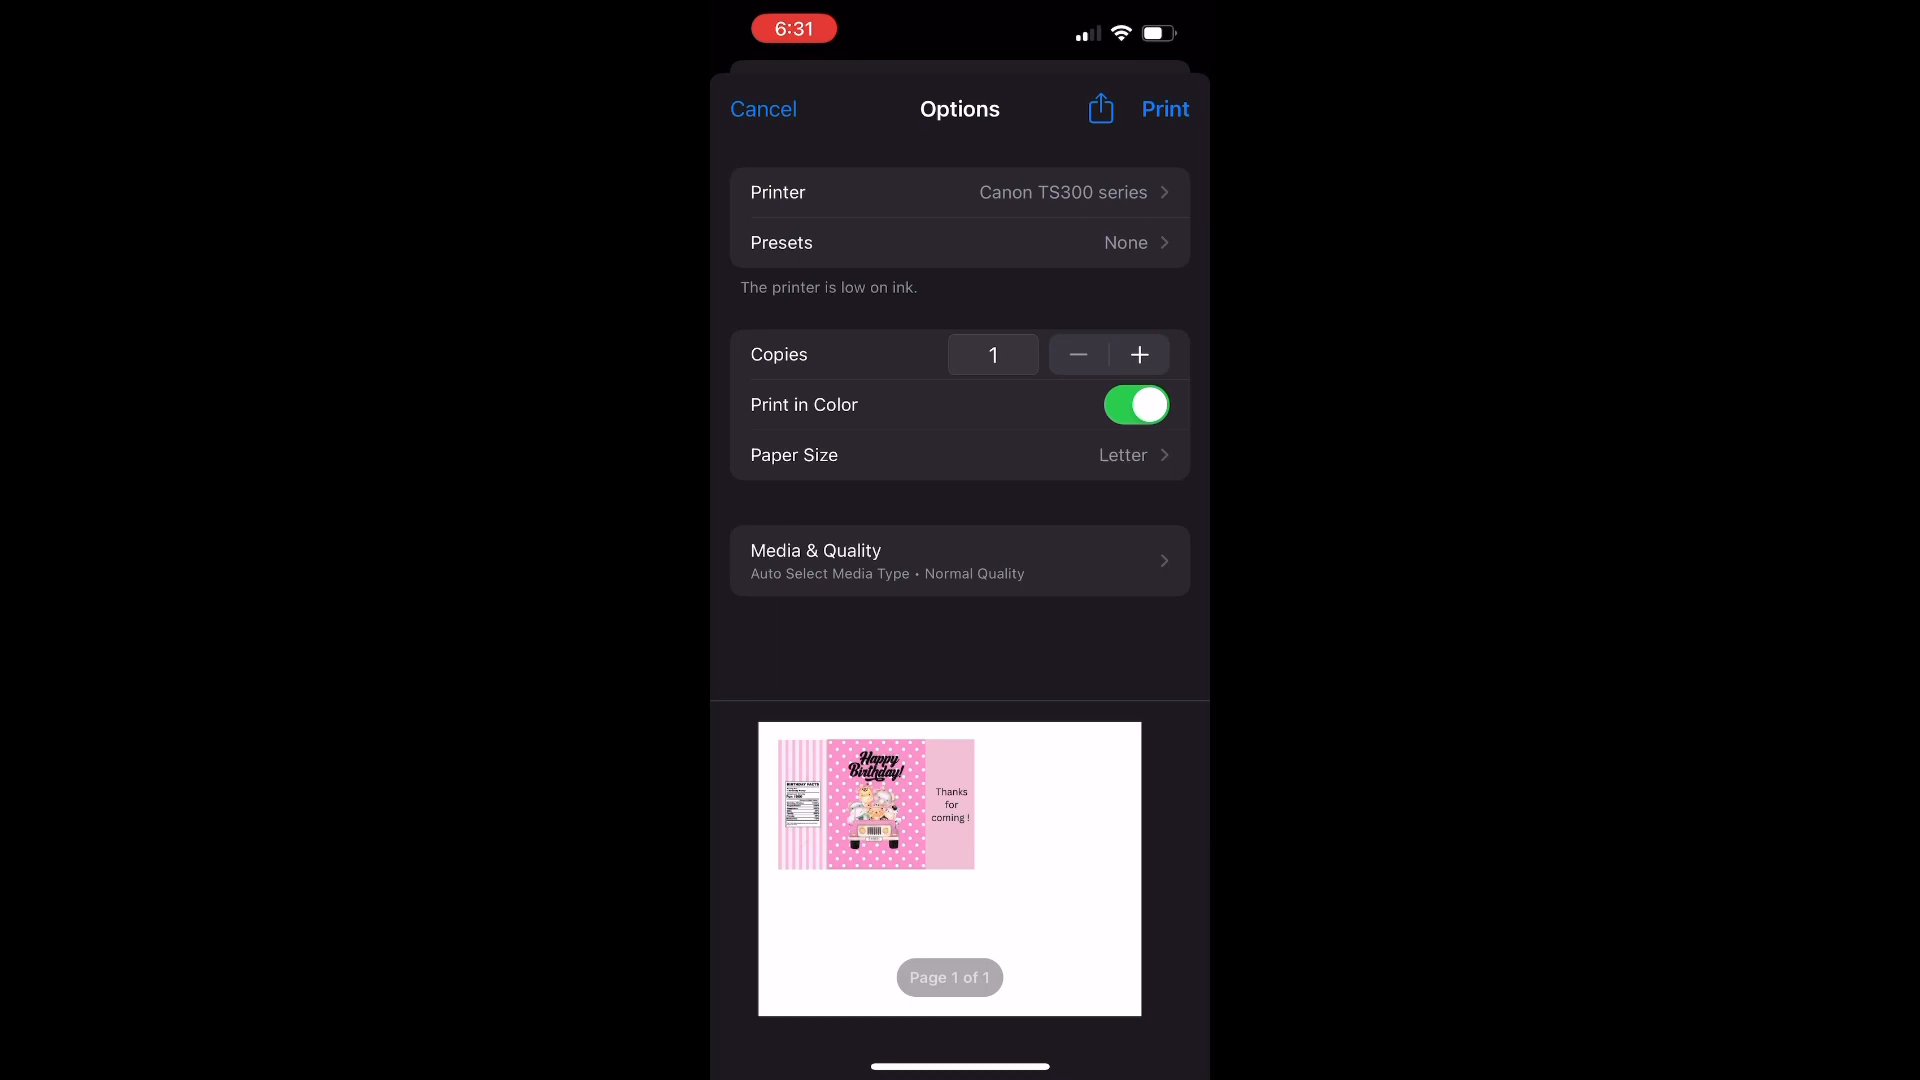 6:31
Cancel
Options
Print
Printer
Canon TS300 series
Presets
None
The printer is low on ink.
Copies
1
Print in Color
Paper Size
Letter
Media & Quality
Auto Select Media Type • Normal Quality
Happy
Birthday!
BIRTHDAY FACTS
Thanks
for
coming !
Page 1 of 1